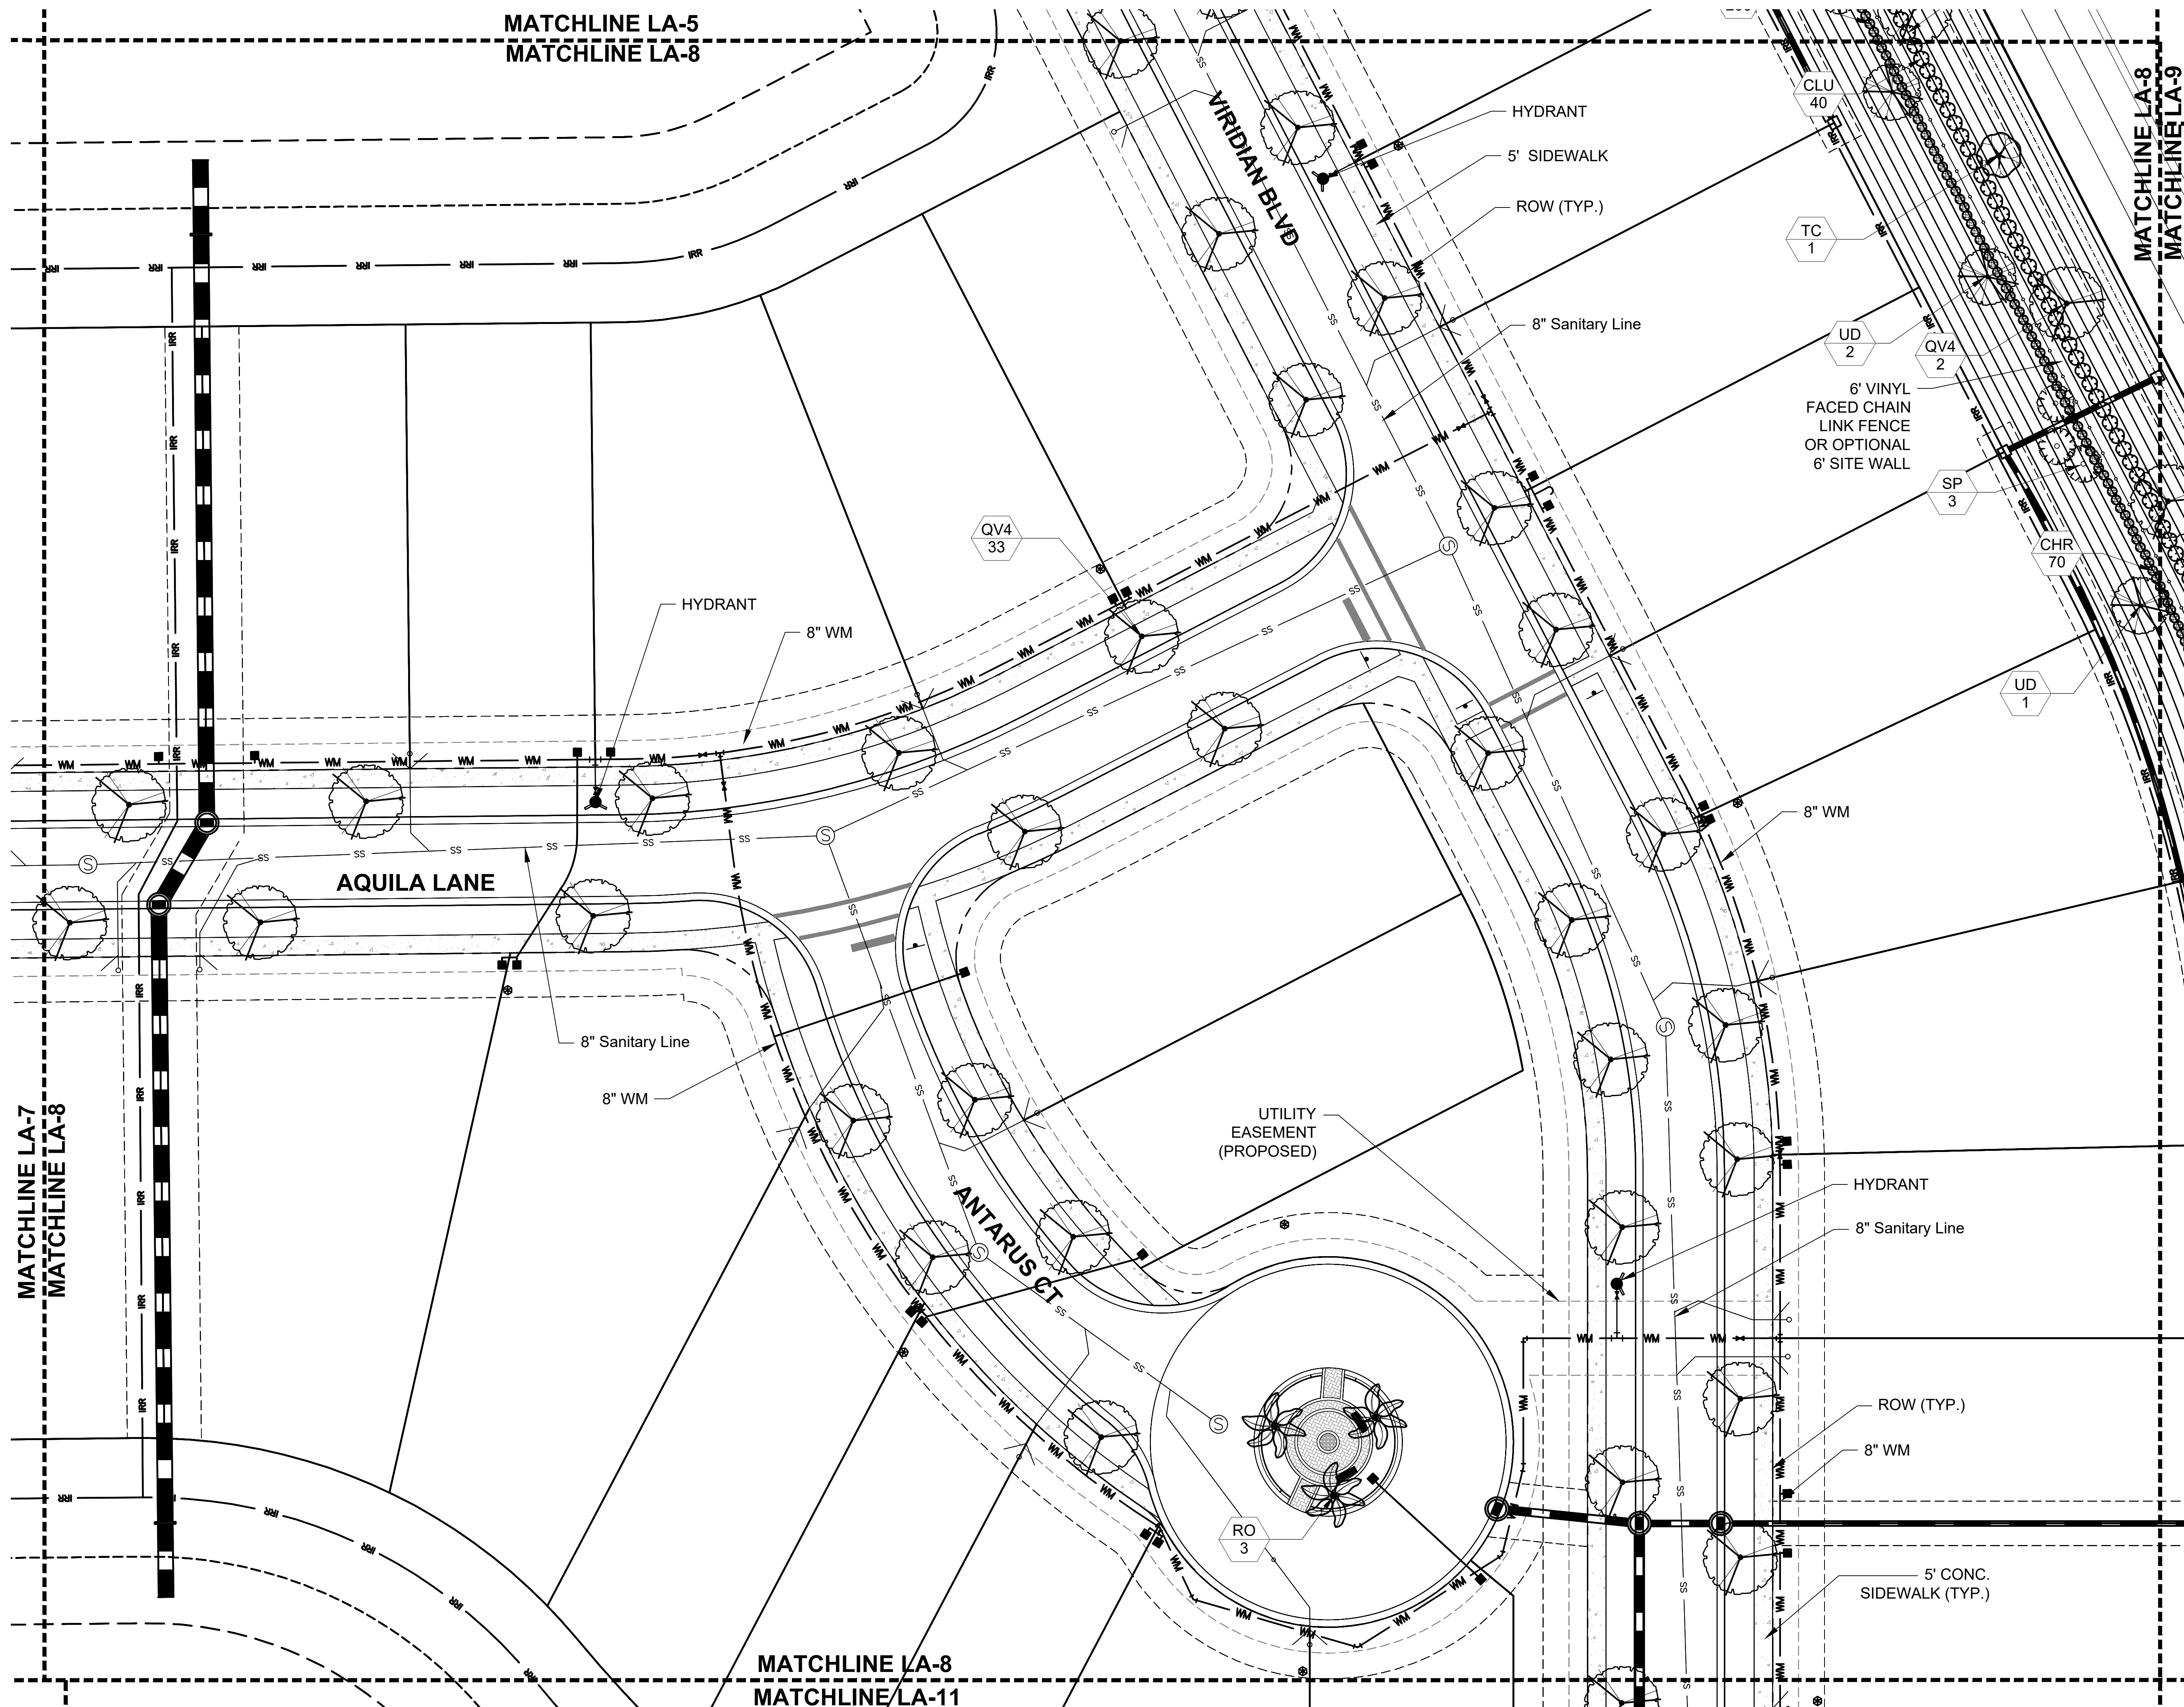 MATCHLINE LA-5
MATCHLINE LA-8
MATCHLINE LA-8
MATCHLINE LA-9
VIRIDIAN BLVD
HYDRANT
5' SIDEWALK
ROW (TYP.)
8" Sanitary Line
CLU
40
TC
1
UD
2
QV4
2
6' VINYL
FACED CHAIN
LINK FENCE
OR OPTIONAL
6' SITE WALL
SP
3
CHR
70
UD
1
QV4
33
HYDRANT
8" WM
8" WM
AQUILA LANE
8" Sanitary Line
8" WM
MATCHLINE LA-7
MATCHLINE LA-8
ANTARUS CT
UTILITY
EASEMENT
(PROPOSED)
HYDRANT
8" Sanitary Line
ROW (TYP.)
8" WM
RO
3
5' CONC.
SIDEWALK (TYP.)
MATCHLINE LA-8
MATCHLINE LA-11